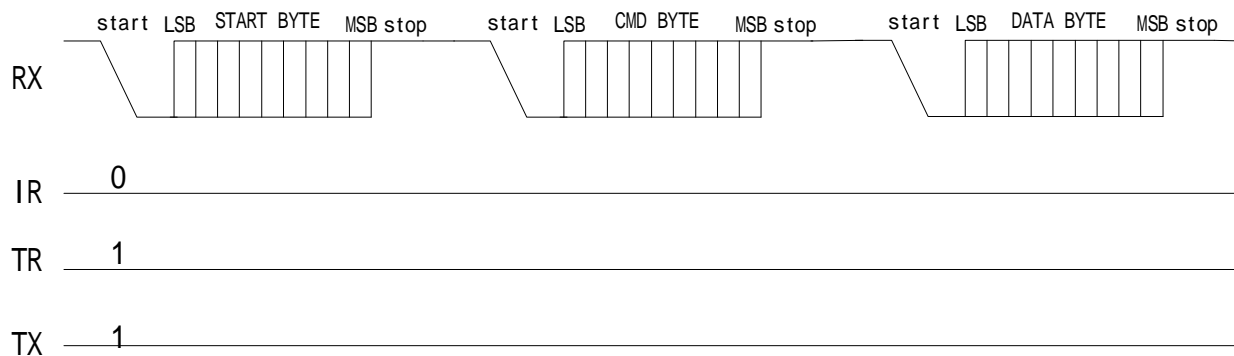 start LSB START BYTE MSB stop start LSB CMD BYTE MSB stop start LSB DATA BYTE MSB stop
RX
IR 0
TR 1
TX 1